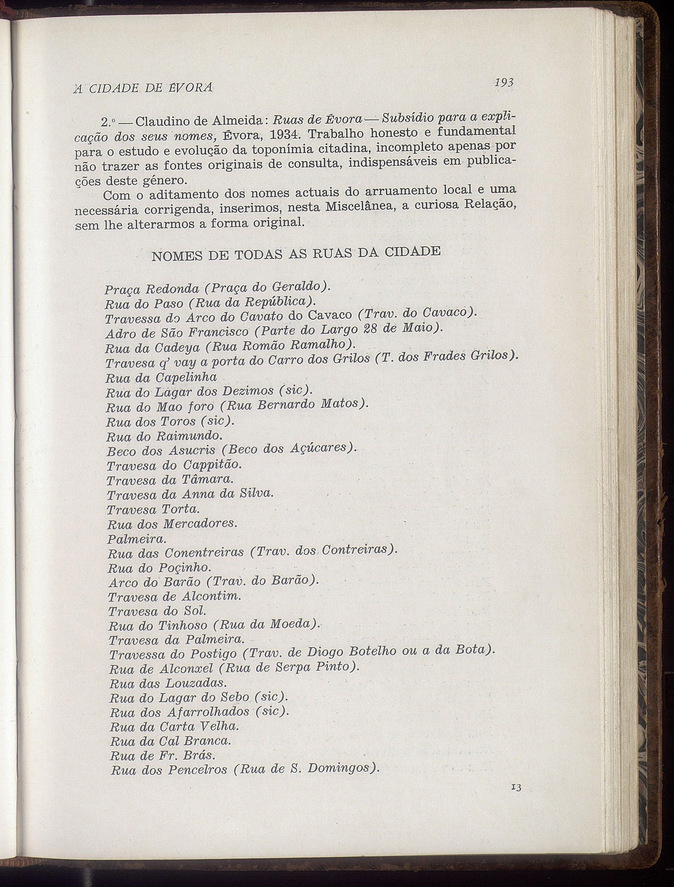 A CIDADE DE ÉVORA
193
2.º — Claudino de Almeida: Ruas de Évora — Subsídio para a expli-
cação dos seus nomes, Évora, 1934. Trabalho honesto e fundamental
para o estudo e evolução da toponímia citadina, incompleto apenas por
não trazer as fontes originais de consulta, indispensáveis em publica-
ções deste género.
Com o aditamento dos nomes actuais do arruamento local e uma
necessária corrigenda, inserimos, nesta Miscelânea, a curiosa Relação,
sem lhe alterarmos a forma original.
NOMES DE TODAS AS RUAS DA CIDADE
Praça Redonda (Praça do Geraldo).
Rua do Paso (Rua da República).
Travessa do Arco do Cavato do Cavaco (Trav. do Cavaco).
Adro de São Francisco (Parte do Largo 28 de Maio).
Rua da Cadeya (Rua Romão Ramalho).
Travesa q' vay a porta do Carro dos Grilos (T. dos Frades Grilos).
Rua da Capelinha
Rua do Lagar dos Dezimos (sic).
Rua do Mao foro (Rua Bernardo Matos).
Rua dos Toros (sic).
Rua do Raimundo.
Beco dos Asucris (Beco dos Açúcares).
Travesa do Cappitão.
Travesa da Tâmara.
Travesa da Anna da Silva.
Travesa Torta.
Rua dos Mercadores.
Palmeira.
Rua das Conentreiras (Trav. dos Contreiras).
Rua do Poçinho.
Arco do Barão (Trav. do Barão).
Travesa de Alcontim.
Travesa do Sol.
Rua do Tinhoso (Rua da Moeda).
Travesa da Palmeira.
Travessa do Postigo (Trav. de Diogo Botelho ou a da Bota).
Rua de Alconxel (Rua de Serpa Pinto).
Rua das Louzadas.
Rua do Lagar do Sebo (sic).
Rua dos Afarrolhados (sic).
Rua da Carta Velha.
Rua da Cal Branca.
Rua de Fr. Brás.
Rua dos Pencelros (Rua de S. Domingos).
13